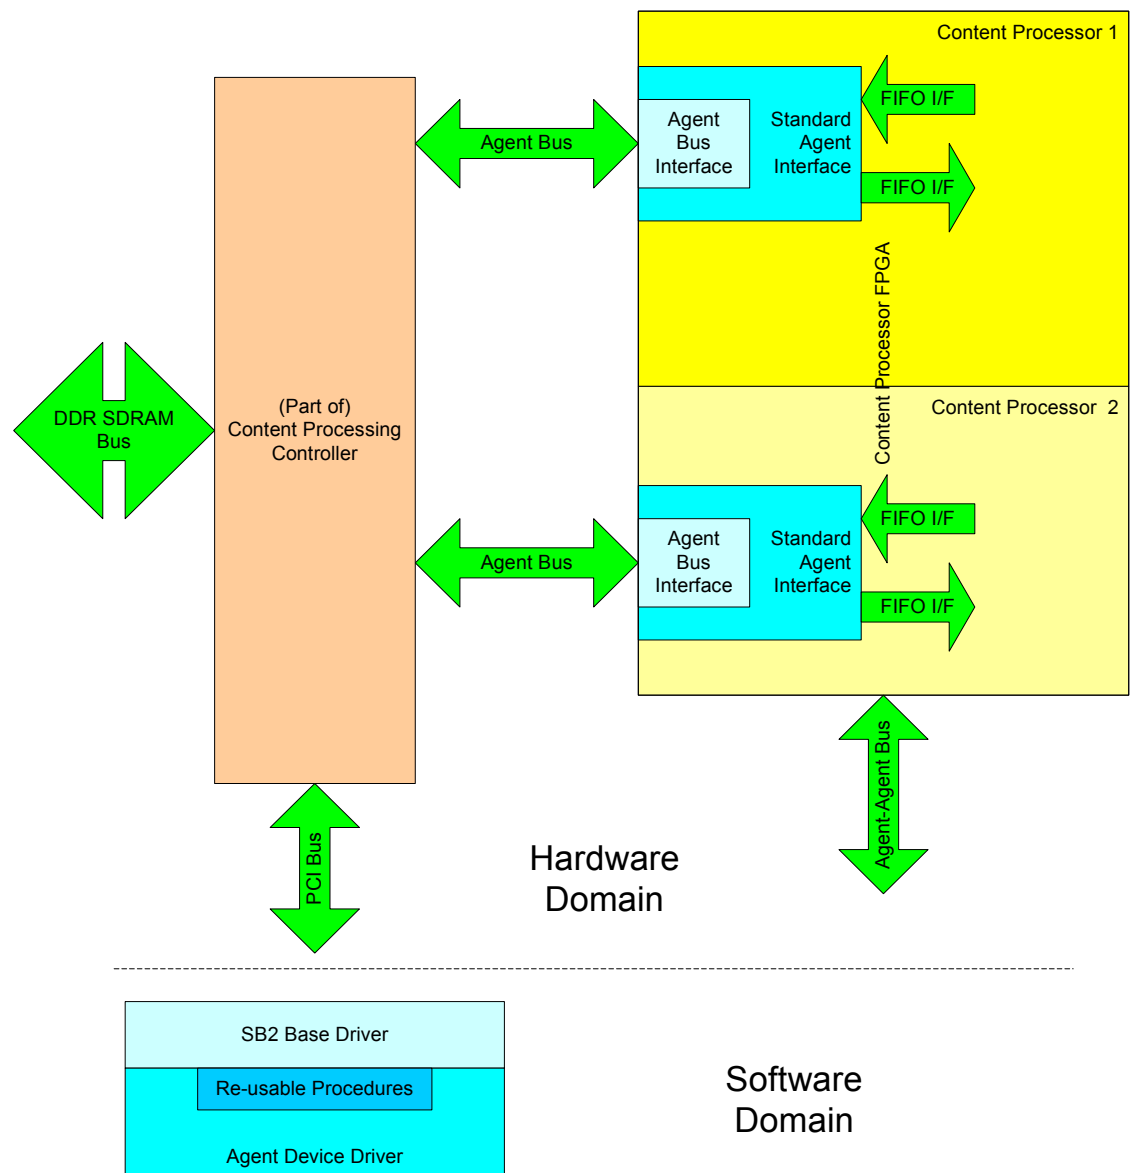 Content Processor 1
FIFO I/F
Agent
Bus
Interface
Standard
Agent
Interface
Agent Bus
FIFO I/F
Content Processor FPGA
(Part of)
Content Processing
Controller
DDR SDRAM
Bus
Content Processor  2
FIFO I/F
Agent
Bus
Interface
Standard
Agent
Interface
Agent Bus
FIFO I/F
Agent-Agent Bus
PCI Bus
Hardware
Domain
SB2 Base Driver
Re-usable Procedures
Agent Device Driver
Software
Domain